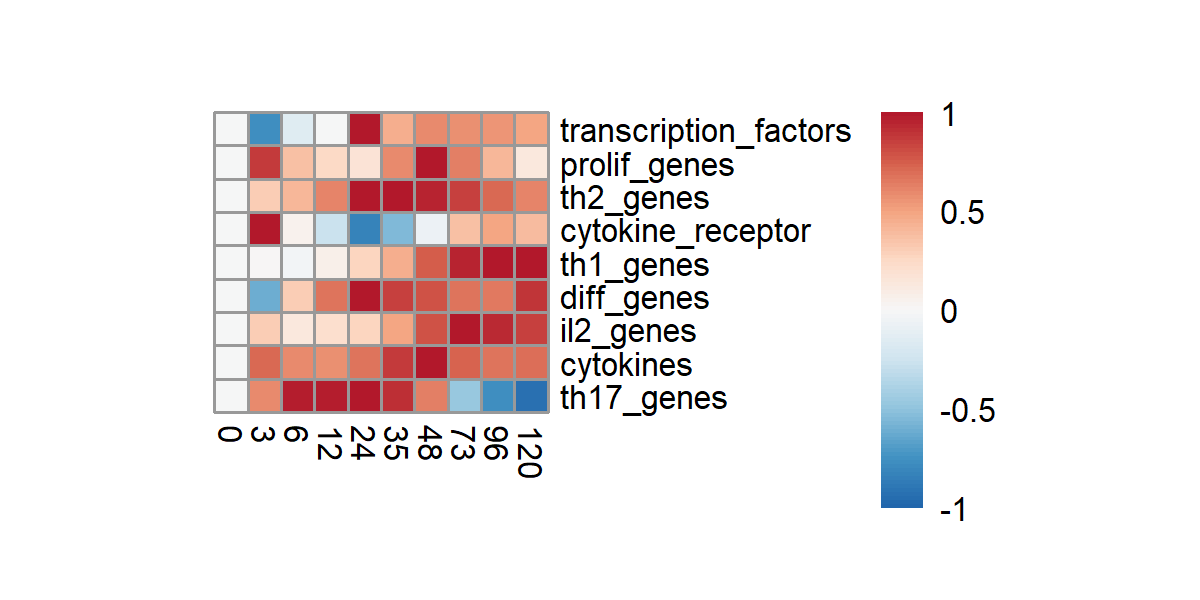 transcription_factors
prolif_genes
th2_genes
cytokine_receptor
th1_genes
diff_genes
il2_genes
cytokines
th17_genes
0 3 6 12 24 35 48 73 96 120
1
0.5
0
-0.5
-1